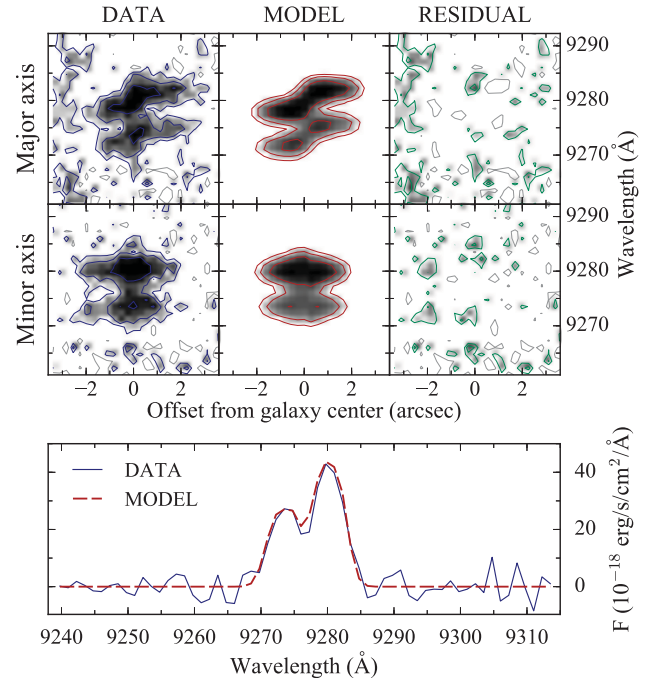 DATA MODEL RESIDUAL
Major axis
9290
9280
9270
Minor axis
9290
9280
9270
Wavelength (Å)
−2 0 2 −2 0 2 −2 0 2
Offset from galaxy center (arcsec)
DATA
MODEL
40
20
0
F (10⁻¹⁸ erg/s/cm²/Å)
9240 9250 9260 9270 9280 9290 9300 9310
Wavelength (Å)